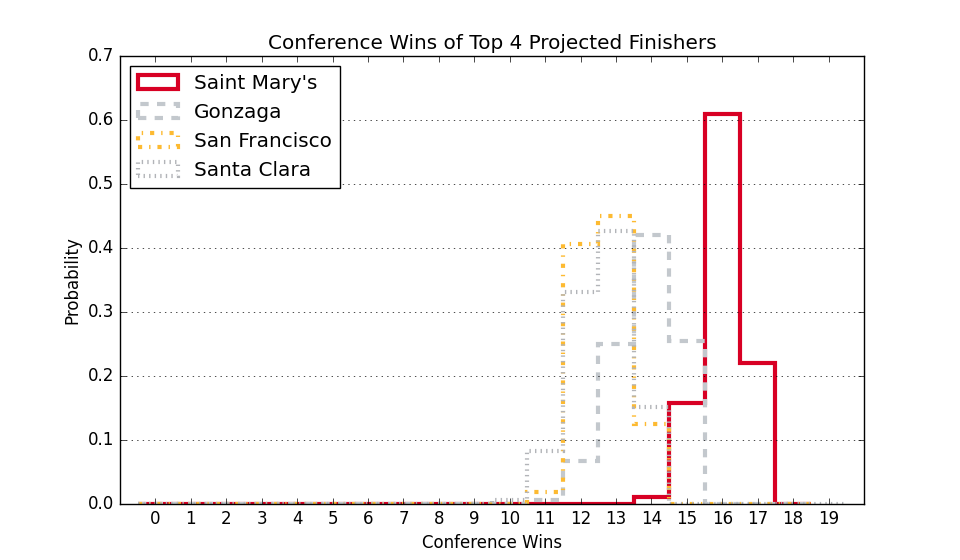 Conference Wins of Top 4 Projected Finishers
0.7
0.6
0.5
0.4
0.3
0.2
0.1
0.0
Saint Mary's
Gonzaga
San Francisco
Santa Clara
Probability
0 1 2 3 4 5 6 7 8 9 10 11 12 13 14 15 16 17 18 19
Conference Wins